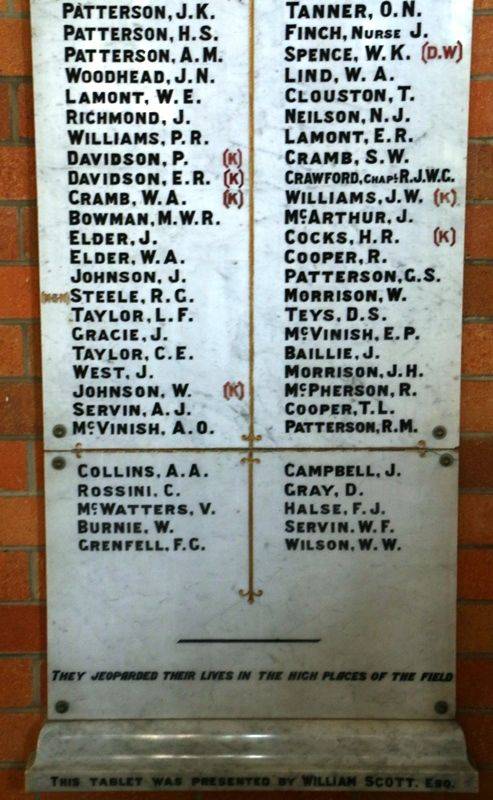 PATTERSON, J.K.
PATTERSON, H.S.
PATTERSON, A.M.
WOODHEAD, J.N.
LAMONT, W.E.
RICHMOND, J.
WILLIAMS, P.R.
DAVIDSON, P. (K)
DAVIDSON, E.R. (K)
CRAMB, W.A. (K)
BOWMAN, M.W.R.
ELDER, J.
ELDER, W.A.
JOHNSON, J.
STEELE, R.G.
TAYLOR, L.F.
GRACIE, J.
TAYLOR, C.E.
WEST, J.
JOHNSON, W. (K)
SERVIN, A.J.
McVINISH, A.O.
TANNER, O.N.
FINCH, NURSE J.
SPENCE, W.K. (D.W)
LIND, W.A.
CLOUSTON, T.
NEILSON, N.J.
LAMONT, E.R.
CRAMB, S.W.
CRAWFORD, CHAPL R.J.W.C.
WILLIAMS, J.W. (K)
McARTHUR, J.
COCKS, H.R. (K)
COOPER, R.
PATTERSON, G.S.
MORRISON, W.
TEYS, D.S.
McVINISH, E.P.
BAILLIE, J.
MORRISON, J.H.
McPHERSON, R.
COOPER, T.L.
PATTERSON, R.M.
COLLINS, A.A.
ROSSINI, C.
McWATTERS, V.
BURNIE, W.
GRENFELL, F.G.
CAMPBELL, J.
GRAY, D.
HALSE, F.J.
SERVIN, W.F.
WILSON, W.W.
THEY JEOPARDED THEIR LIVES IN THE HIGH PLACES OF THE FIELD
THIS TABLET WAS PRESENTED BY WILLIAM SCOTT. ESQ.